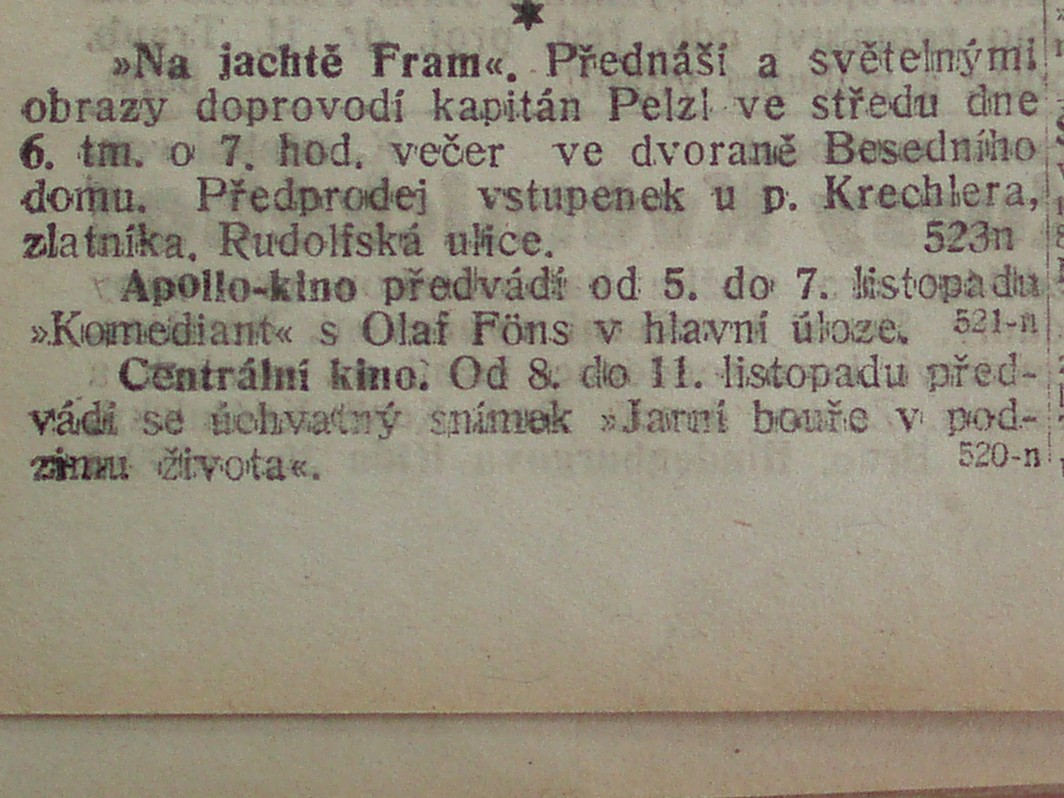 »Na jachtě Fram«. Přednáší a světelnými
obrazy doprovodí kapitán Pelzl ve středu dne
6. tm. o 7. hod. večer ve dvoraně Besedního
domu. Předprodej vstupenek u p. Krechlera,
zlatníka, Rudolfská ulice. 523n
Apollo-kino předvádí od 5. do 7. listopadu
»Komediant« s Olaf Föns v hlavní úloze. 521-n
Centrální kino. Od 8. do 11. listopadu před-
vádí se úchvatný snímek »Jarní bouře v pod-
zimu života«. 520-n